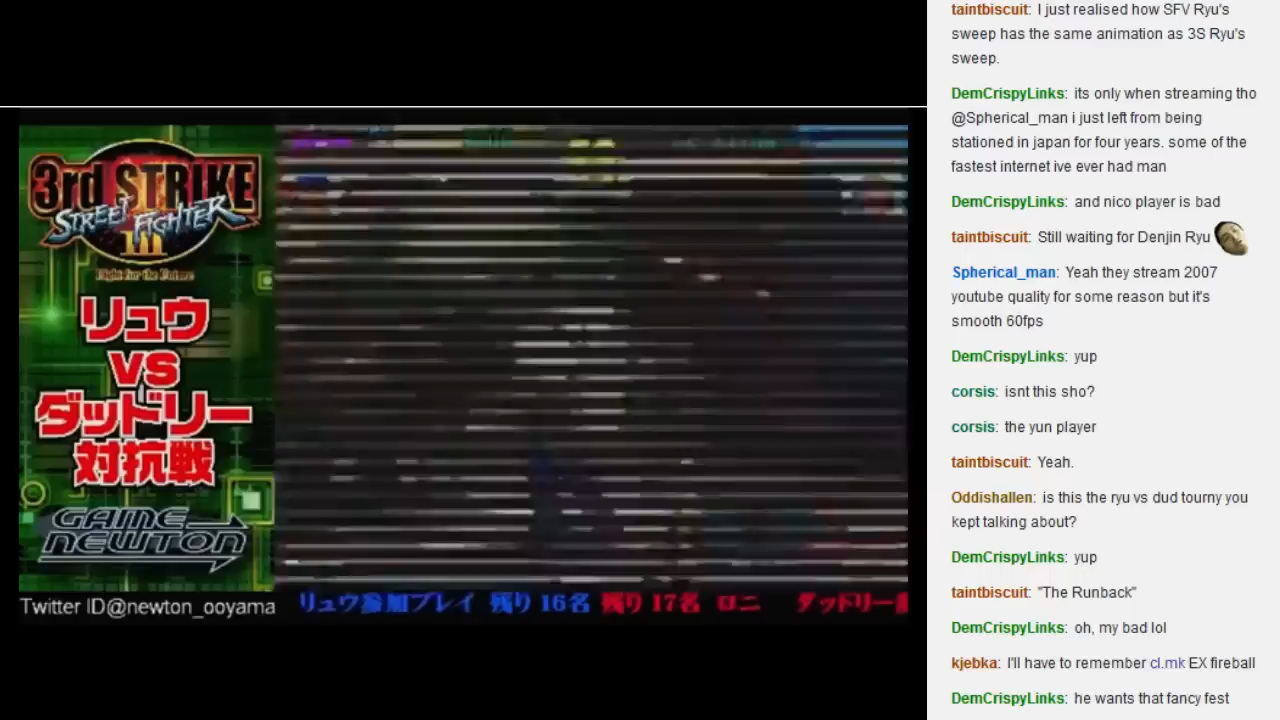 3rd STRIKE
STREET FIGHTER
III
Fight for the Future
リュウ
VS
ダッドリー
対抗戦
GAME
NEWTON
Twitter ID@newton_ooyama
リュウ参加プレイ 残り 16名 残り 17名 ロニ ダッドリー
taintbiscuit: I just realised how SFV Ryu's
sweep has the same animation as 3S Ryu's
sweep.
DemCrispyLinks: its only when streaming tho
@Spherical_man i just left from being
stationed in japan for four years. some of the
fastest internet ive ever had man
DemCrispyLinks: and nico player is bad
taintbiscuit: Still waiting for Denjin Ryu
Spherical_man: Yeah they stream 2007
youtube quality for some reason but it's
smooth 60fps
DemCrispyLinks: yup
corsis: isnt this sho?
corsis: the yun player
taintbiscuit: Yeah.
Oddishallen: is this the ryu vs dud tourny you
kept talking about?
DemCrispyLinks: yup
taintbiscuit: "The Runback"
DemCrispyLinks: oh, my bad lol
kjebka: I'll have to remember cl.mk EX fireball
DemCrispyLinks: he wants that fancy fest